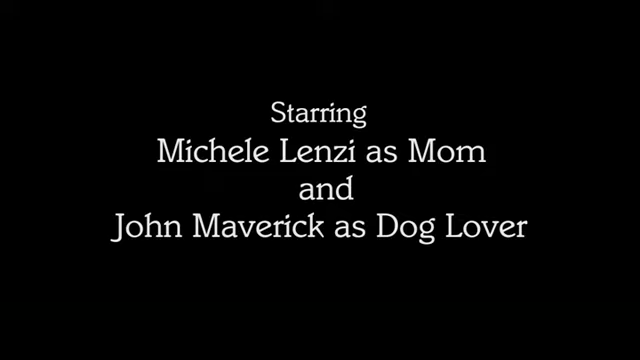 Starring
Michele Lenzi as Mom
and
John Maverick as Dog Lover